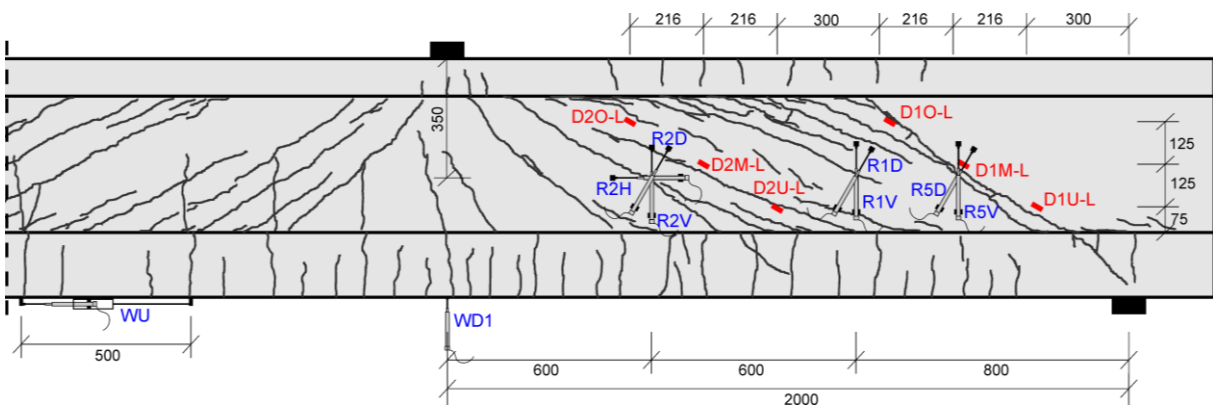 216
216
300
216
216
300
350
D2O-L
D1O-L
R2D
125
D2M-L
R1D
D1M-L
R2H
D2U-L
R5D
125
R1V
D1U-L
R2V
R5V
75
WU
WD1
500
600
600
800
2000